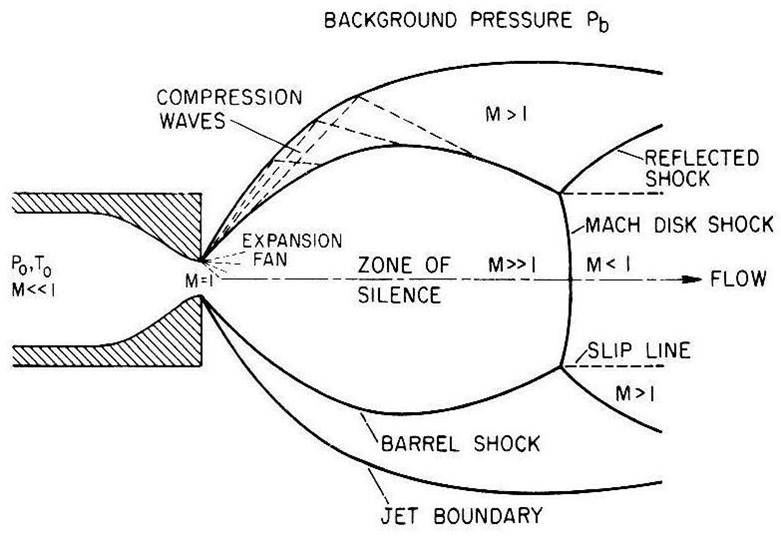 BACKGROUND PRESSURE Pb
COMPRESSION
WAVES
M>1
REFLECTED
SHOCK
MACH DISK SHOCK
EXPANSION
FAN
P₀,T₀
M<<1
M=1
ZONE OF
SILENCE
M>>1
M<1
FLOW
SLIP LINE
M>1
BARREL SHOCK
JET BOUNDARY